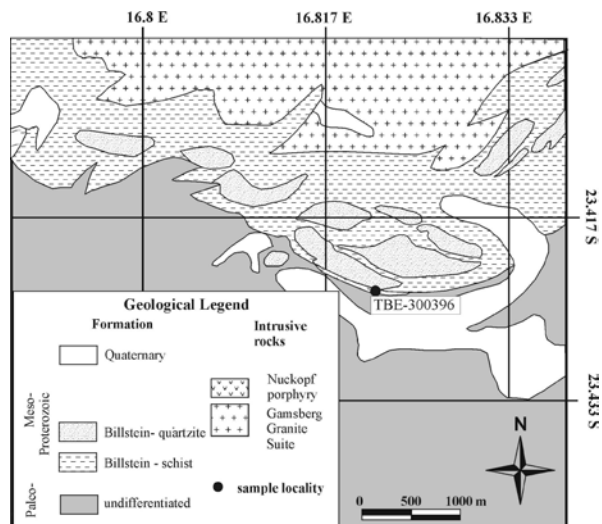 16.8 E 16.817 E 16.833 E
23.417 S
TBE-300396
23.433 S
Geological Legend
Formation
Intrusive
rocks
Quaternary
Nuckopf
porphyry
Gamsberg
Granite
Suite
Meso-
Proterozoic
Billstein- quärtzite
Billstein - schist
Paleo-
undifferentiated
sample locality
N
0 500 1000 m